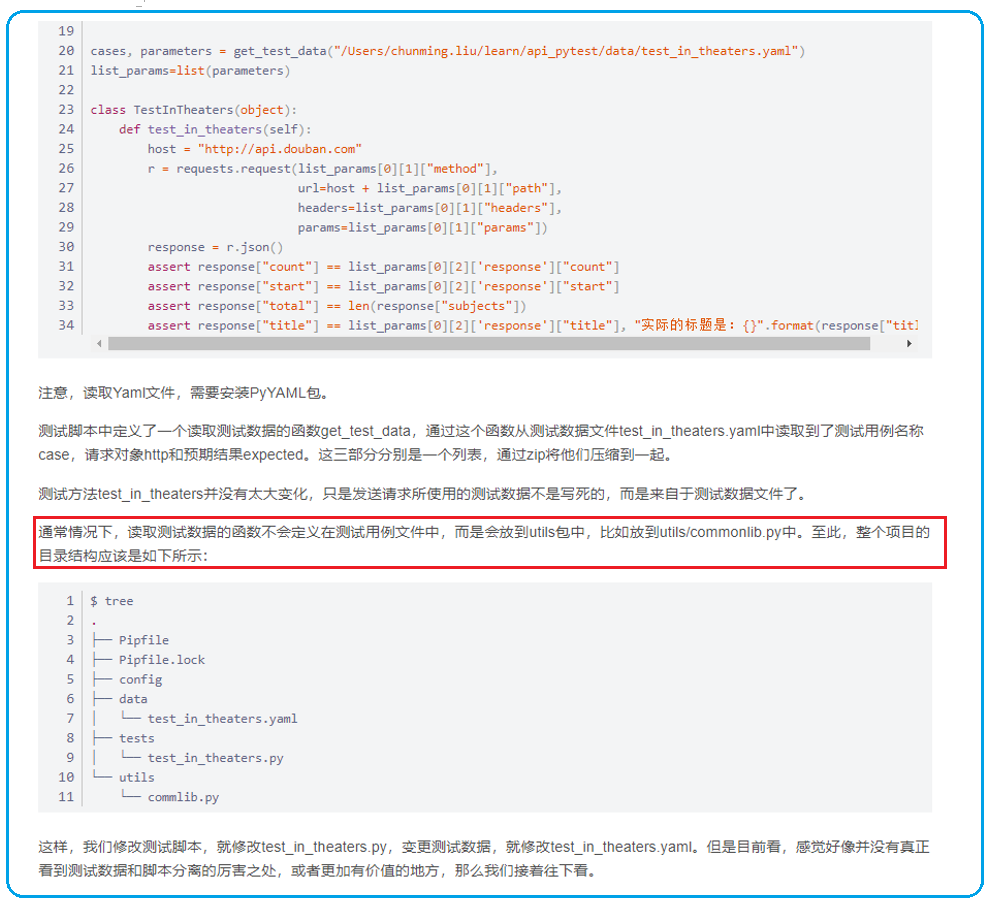 19
20 cases, parameters = get_test_data("/Users/chunming.liu/learn/api_pytest/data/test_in_theaters.yaml")
21 list_params=list(parameters)
22
23 class TestInTheaters(object):
24     def test_in_theaters(self):
25         host = "http://api.douban.com"
26         r = requests.request(list_params[0][1]["method"],
27                              url=host + list_params[0][1]["path"],
28                              headers=list_params[0][1]["headers"],
29                              params=list_params[0][1]["params"])
30         response = r.json()
31         assert response["count"] == list_params[0][2]['response']["count"]
32         assert response["start"] == list_params[0][2]['response']["start"]
33         assert response["total"] == len(response["subjects"])
34         assert response["title"] == list_params[0][2]['response']["title"], "实际的标题是：{}".format(response["titl
注意，读取Yaml文件，需要安装PyYAML包。
测试脚本中定义了一个读取测试数据的函数get_test_data，通过这个函数从测试数据文件test_in_theaters.yaml中读取到了测试用例名称
case，请求对象http和预期结果expected。这三部分分别是一个列表，通过zip将他们压缩到一起。
测试方法test_in_theaters并没有太大变化，只是发送请求所使用的测试数据不是写死的，而是来自于测试数据文件了。
通常情况下，读取测试数据的函数不会定义在测试用例文件中，而是会放到utils包中，比如放到utils/commonlib.py中。至此，整个项目的
目录结构应该是如下所示：
1 $ tree
2 .
3 ├── Pipfile
4 ├── Pipfile.lock
5 ├── config
6 ├── data
7 │   └── test_in_theaters.yaml
8 ├── tests
9 │   └── test_in_theaters.py
10 └── utils
11     └── commlib.py
这样，我们修改测试脚本，就修改test_in_theaters.py，变更测试数据，就修改test_in_theaters.yaml。但是目前看，感觉好像并没有真正
看到测试数据和脚本分离的厉害之处，或者更加有价值的地方，那么我们接着往下看。